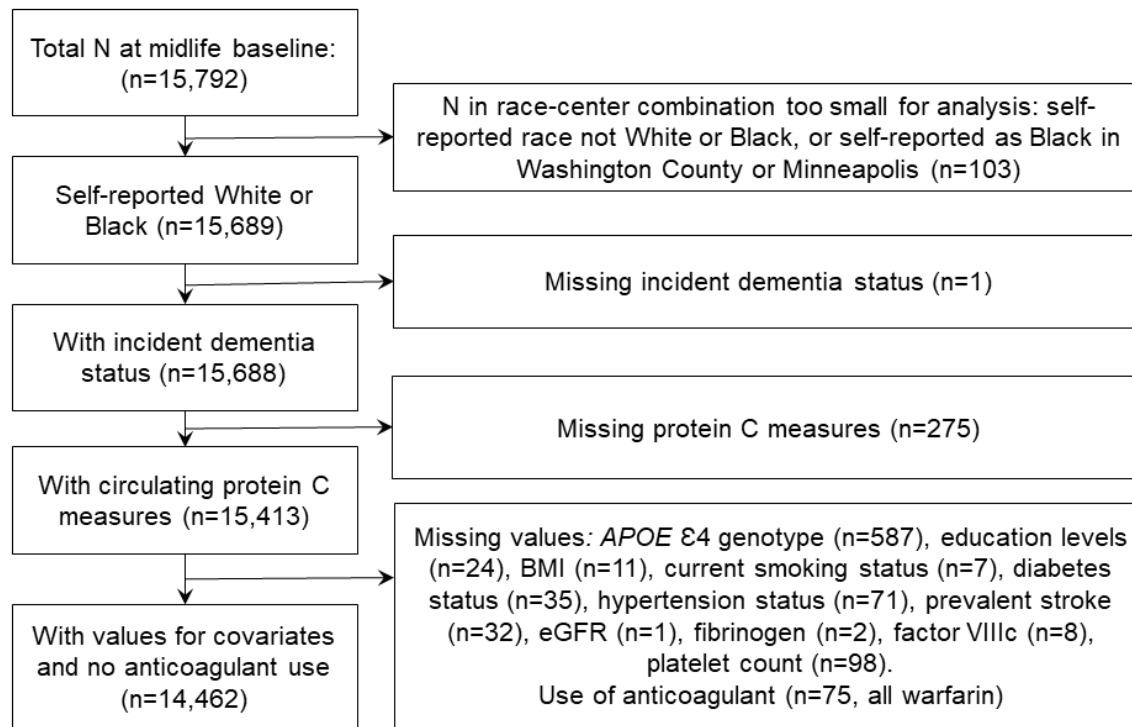 Total N at midlife baseline:
(n=15,792)
N in race-center combination too small for analysis: self-
reported race not White or Black, or self-reported as Black in
Washington County or Minneapolis (n=103)
Self-reported White or
Black (n=15,689)
Missing incident dementia status (n=1)
With incident dementia
status (n=15,688)
Missing protein C measures (n=275)
With circulating protein C
measures (n=15,413)
Missing values: APOE Ɛ4 genotype (n=587), education levels
(n=24), BMI (n=11), current smoking status (n=7), diabetes
status (n=35), hypertension status (n=71), prevalent stroke
(n=32), eGFR (n=1), fibrinogen (n=2), factor VIIIc (n=8),
platelet count (n=98).
Use of anticoagulant (n=75, all warfarin)
With values for covariates
and no anticoagulant use
(n=14,462)